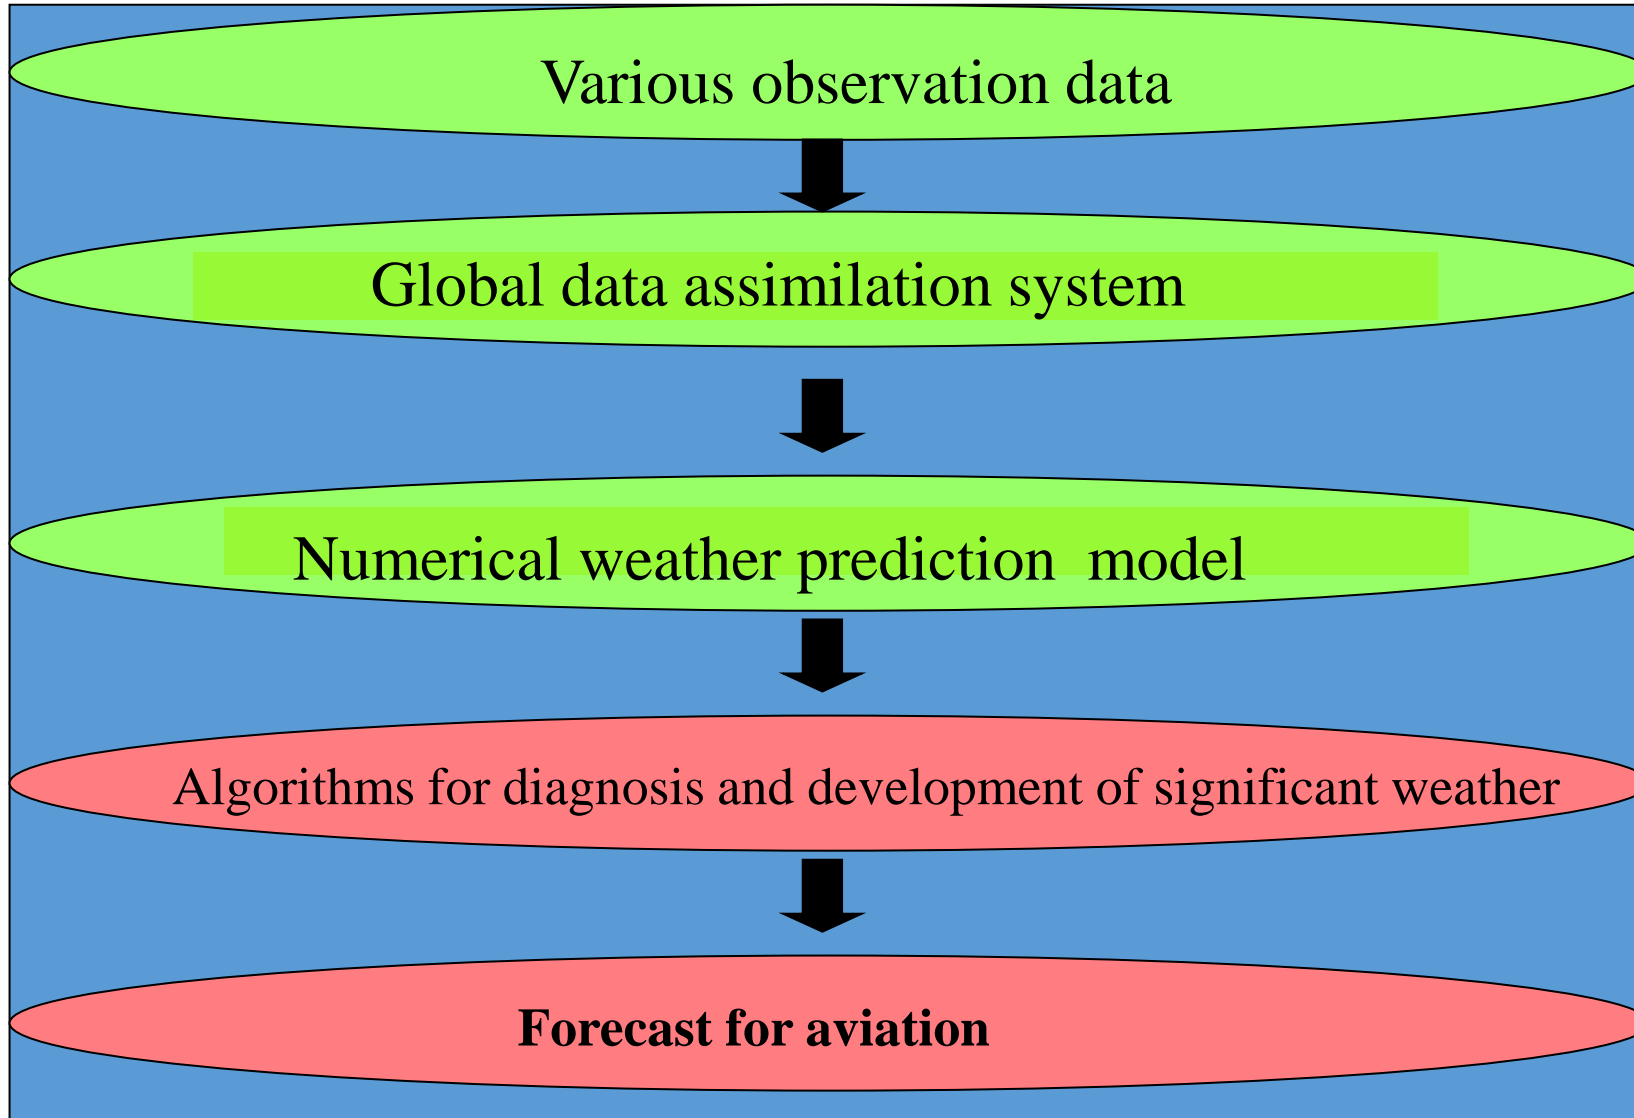 Various observation data
Global data assimilation system
Numerical weather prediction  model
Algorithms for diagnosis and development of significant weather
Forecast for aviation